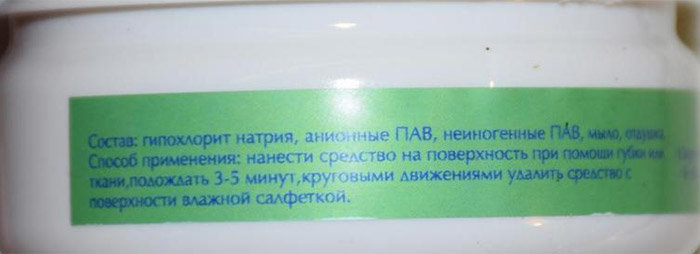 Состав: гипохлорит натрия, анионные ПАВ, неиногенные ПАВ, мыло, отдушка
Способ применения: нанести средство на поверхность при помощи губки или
ткани,подождать 3-5 минут,круговыми движениями удалить средство с
поверхности влажной салфеткой.